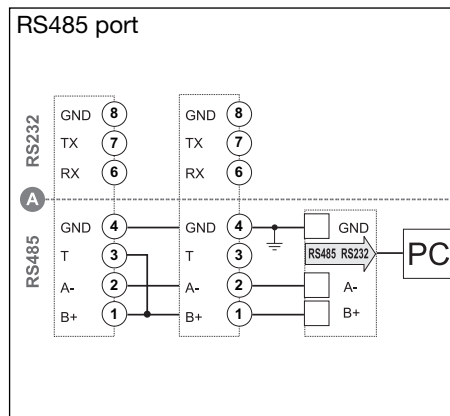 RS485 port
RS232
GND 8 GND 8
TX 7 TX 7
RX 6 RX 6
A
RS485
GND 4 GND 4 GND
T 3 T 3 RS485 RS232 PC
A- 2 A- 2 A-
B+ 1 B+ 1 B+